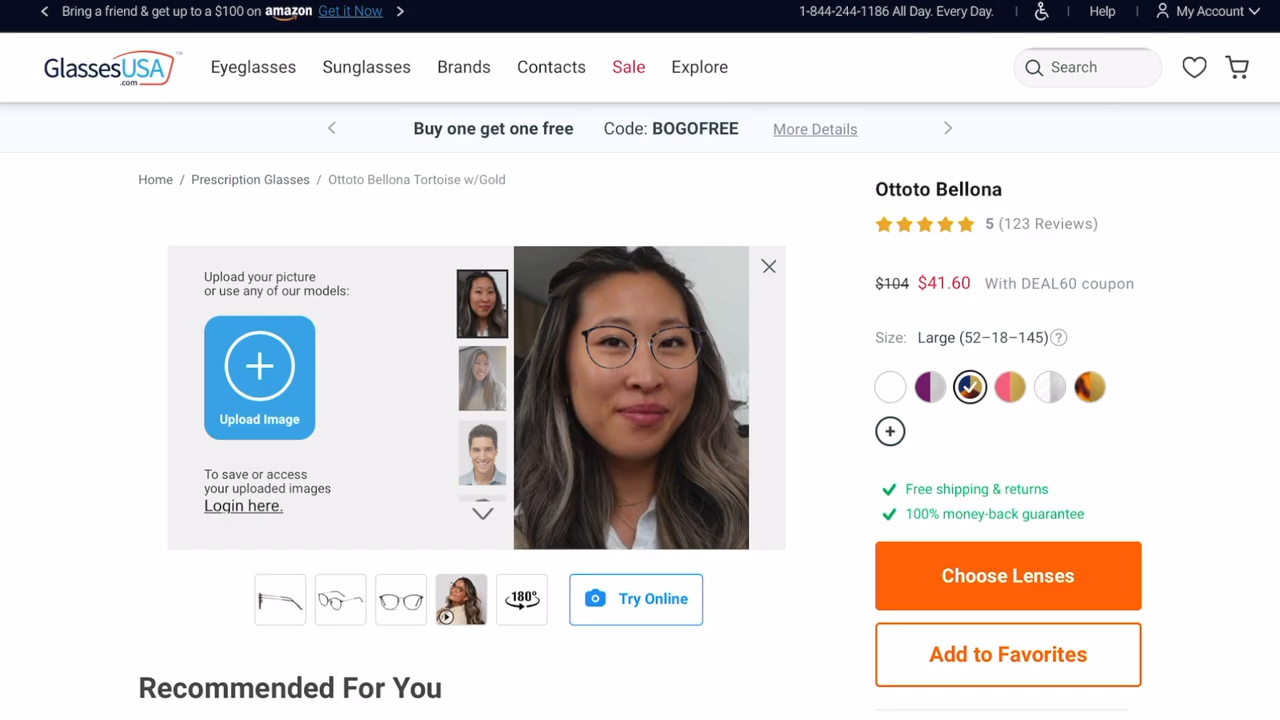 Bring a friend & get up to a $100 on amazon Get it Now
1-844-244-1186 All Day. Every Day.
Help
My Account
GlassesUSA™
.com
Eyeglasses
Sunglasses
Brands
Contacts
Sale
Explore
Search
Buy one get one free
Code: BOGOFREE
More Details
Home / Prescription Glasses / Ottoto Bellona Tortoise w/Gold
Upload your picture
or use any of our models:
Upload Image
To save or access
your uploaded images
Login here.
180°
Try Online
Recommended For You
Ottoto Bellona
5 (123 Reviews)
$104 $41.60 With DEAL60 coupon
Size: Large (52–18–145) ?
Free shipping & returns
100% money-back guarantee
Choose Lenses
Add to Favorites